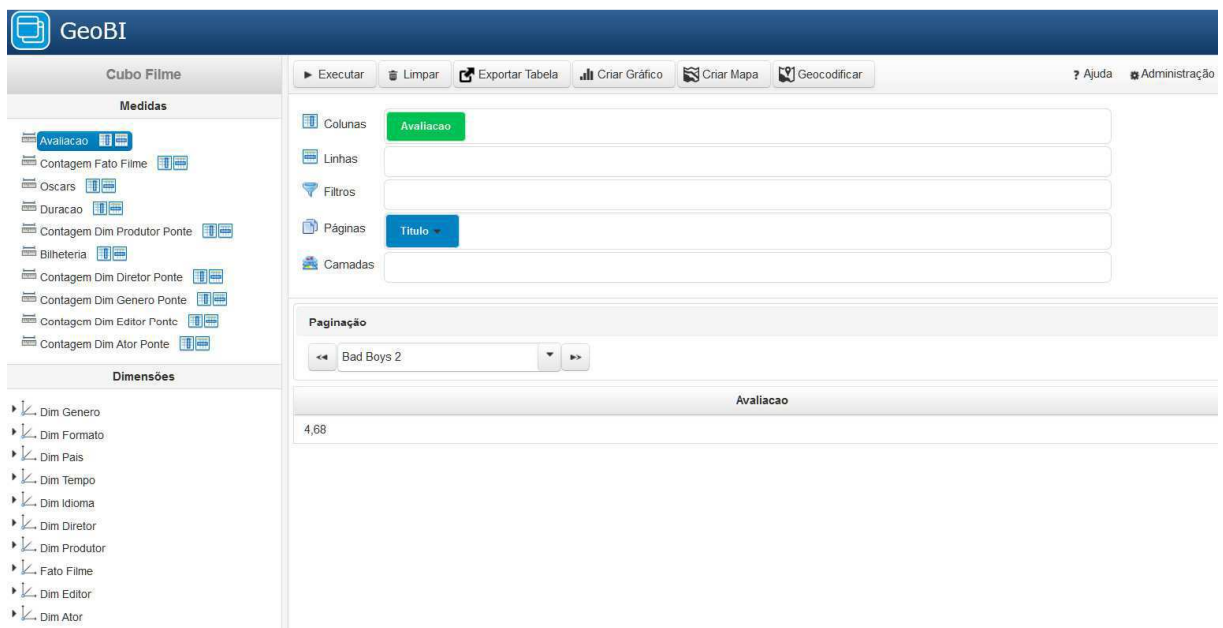 GeoBI
Cubo Filme
Executar Limpar Exportar Tabela Criar Gráfico Criar Mapa Geocodificar ? Ajuda Administração
Medidas
Avaliacao
Contagem Fato Filme
Oscars
Duracao
Contagem Dim Produtor Ponte
Bilheteria
Contagem Dim Diretor Ponte
Contagem Dim Genero Ponte
Contagem Dim Editor Ponte
Contagem Dim Ator Ponte
Dimensões
Dim Genero
Dim Formato
Dim Pais
Dim Tempo
Dim Idioma
Dim Diretor
Dim Produtor
Fato Filme
Dim Editor
Dim Ator
Colunas Avaliacao
Linhas
Filtros
Páginas Titulo
Camadas
Paginação
Bad Boys 2
Avaliacao
4,68